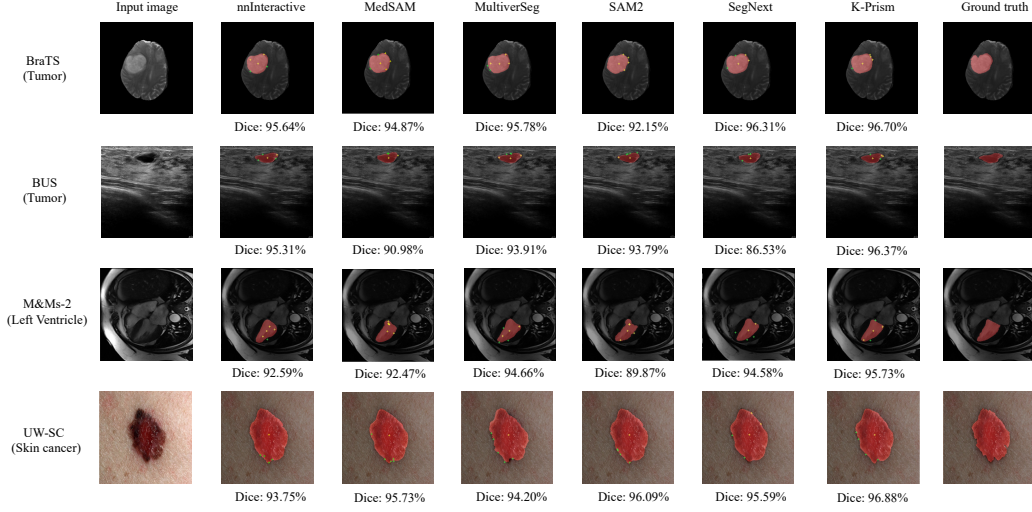 Input image nnInteractive MedSAM MultiverSeg SAM2 SegNext K-Prism Ground truth
BraTS
(Tumor)
Dice: 95.64% Dice: 94.87% Dice: 95.78% Dice: 92.15% Dice: 96.31% Dice: 96.70%
BUS
(Tumor)
Dice: 95.31% Dice: 90.98% Dice: 93.91% Dice: 93.79% Dice: 86.53% Dice: 96.37%
M&Ms-2
(Left Ventricle)
Dice: 92.59% Dice: 92.47% Dice: 94.66% Dice: 89.87% Dice: 94.58% Dice: 95.73%
UW-SC
(Skin cancer)
Dice: 93.75% Dice: 95.73% Dice: 94.20% Dice: 96.09% Dice: 95.59% Dice: 96.88%